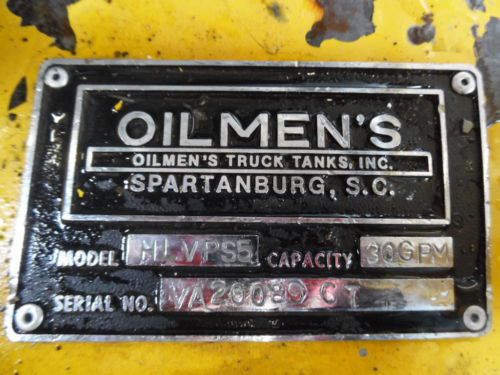 OILMEN'S
OILMEN'S TRUCK TANKS, INC.
SPARTANBURG, S.C.
MODEL HLVPS5 CAPACITY 30GPM
SERIAL NO. VA20089 CT